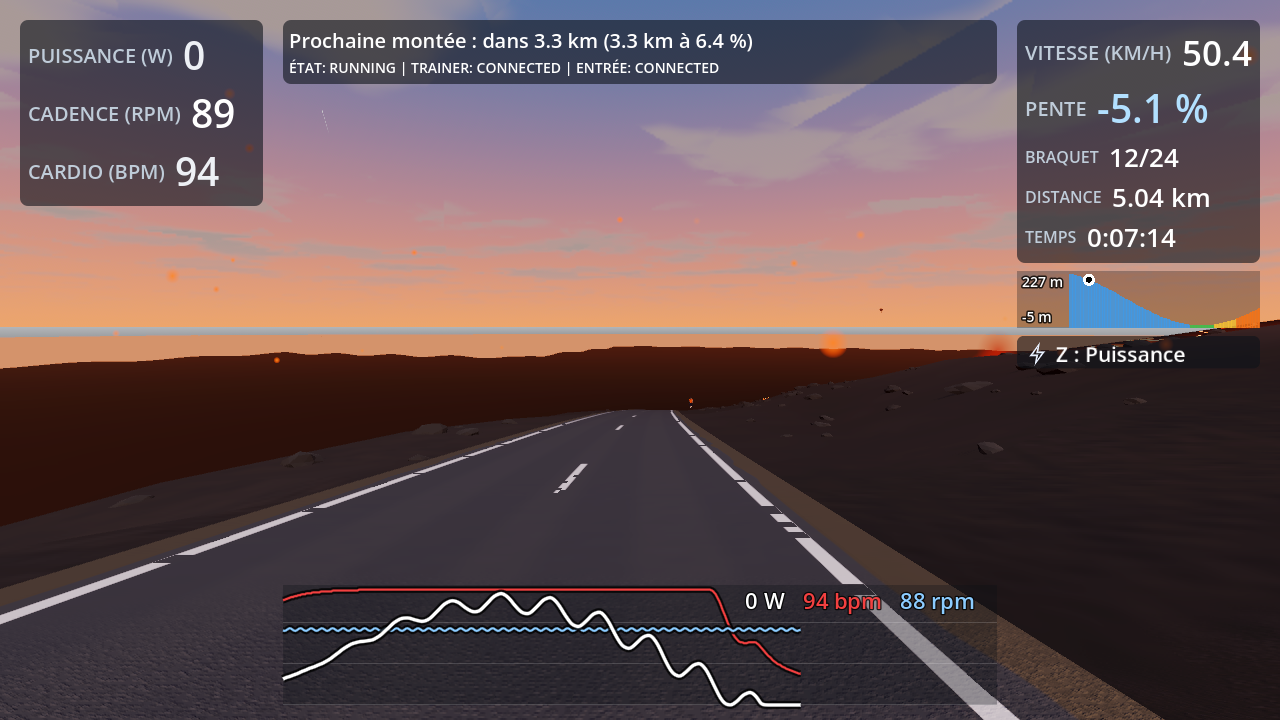 PUISSANCE (W) 0
CADENCE (RPM) 89
CARDIO (BPM) 94
Prochaine montée : dans 3.3 km (3.3 km à 6.4 %)
ÉTAT: RUNNING | TRAINER: CONNECTED | ENTRÉE: CONNECTED
VITESSE (KM/H) 50.4
PENTE -5.1 %
BRAQUET 12/24
DISTANCE 5.04 km
TEMPS 0:07:14
227 m
-5 m
Z : Puissance
0 W 94 bpm 88 rpm